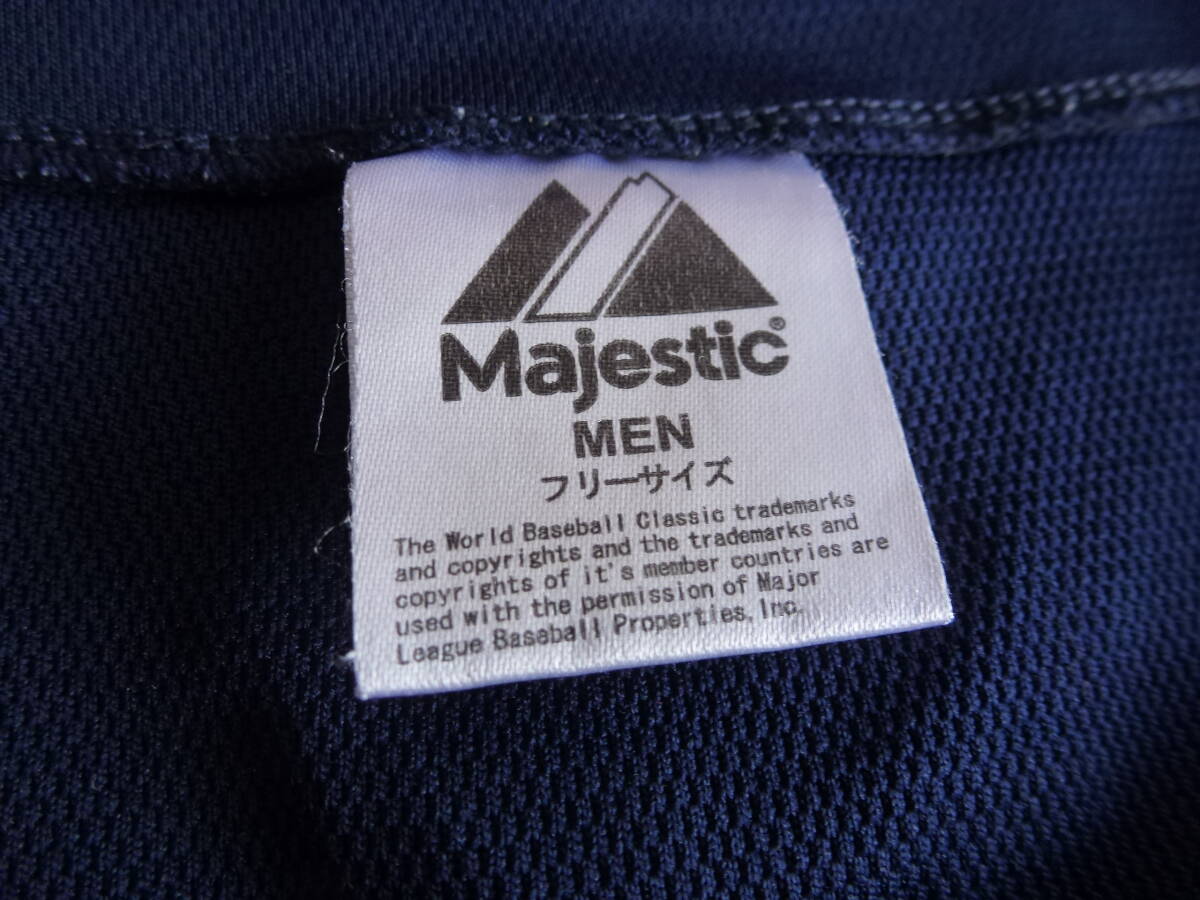 Majestic®
MEN
フリーサイズ
The World Baseball Classic trademarks
and copyrights and the trademarks and
copyrights of it's member countries are
used with the permission of Major
League Baseball Properties, Inc.